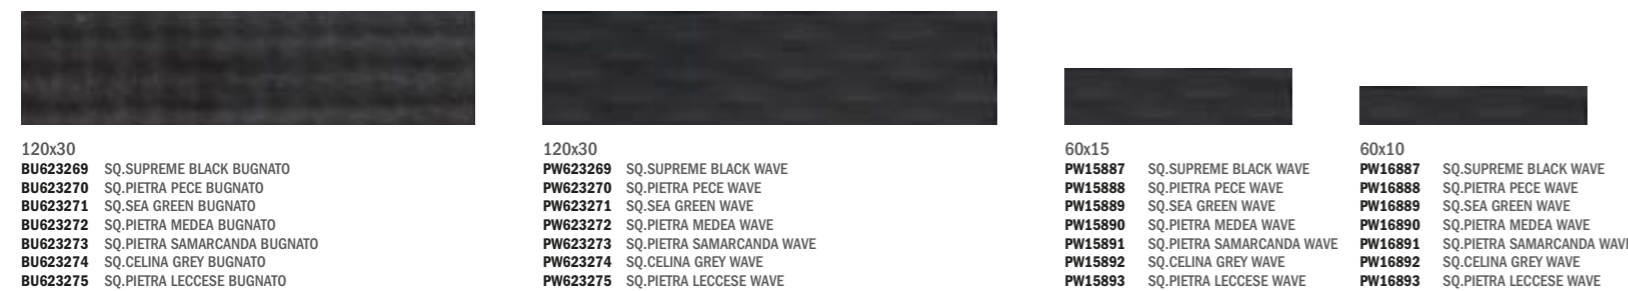 120x30
BU623269 SQ.SUPREME BLACK BUGNATO
BU623270 SQ.PIETRA PECE BUGNATO
BU623271 SQ.SEA GREEN BUGNATO
BU623272 SQ.PIETRA MEDEA BUGNATO
BU623273 SQ.PIETRA SAMARCANDA BUGNATO
BU623274 SQ.CELINA GREY BUGNATO
BU623275 SQ.PIETRA LECCESE BUGNATO
120x30
PW623269 SQ.SUPREME BLACK WAVE
PW623270 SQ.PIETRA PECE WAVE
PW623271 SQ.SEA GREEN WAVE
PW623272 SQ.PIETRA MEDEA WAVE
PW623273 SQ.PIETRA SAMARCANDA WAVE
PW623274 SQ.CELINA GREY WAVE
PW623275 SQ.PIETRA LECCESE WAVE
60x15
PW15887 SQ.SUPREME BLACK WAVE
PW15888 SQ.PIETRA PECE WAVE
PW15889 SQ.SEA GREEN WAVE
PW15890 SQ.PIETRA MEDEA WAVE
PW15891 SQ.PIETRA SAMARCANDA WAVE
PW15892 SQ.CELINA GREY WAVE
PW15893 SQ.PIETRA LECCESE WAVE
60x10
PW16887 SQ.SUPREME BLACK WAVE
PW16888 SQ.PIETRA PECE WAVE
PW16889 SQ.SEA GREEN WAVE
PW16890 SQ.PIETRA MEDEA WAVE
PW16891 SQ.PIETRA SAMARCANDA WAVE
PW16892 SQ.CELINA GREY WAVE
PW16893 SQ.PIETRA LECCESE WAVE